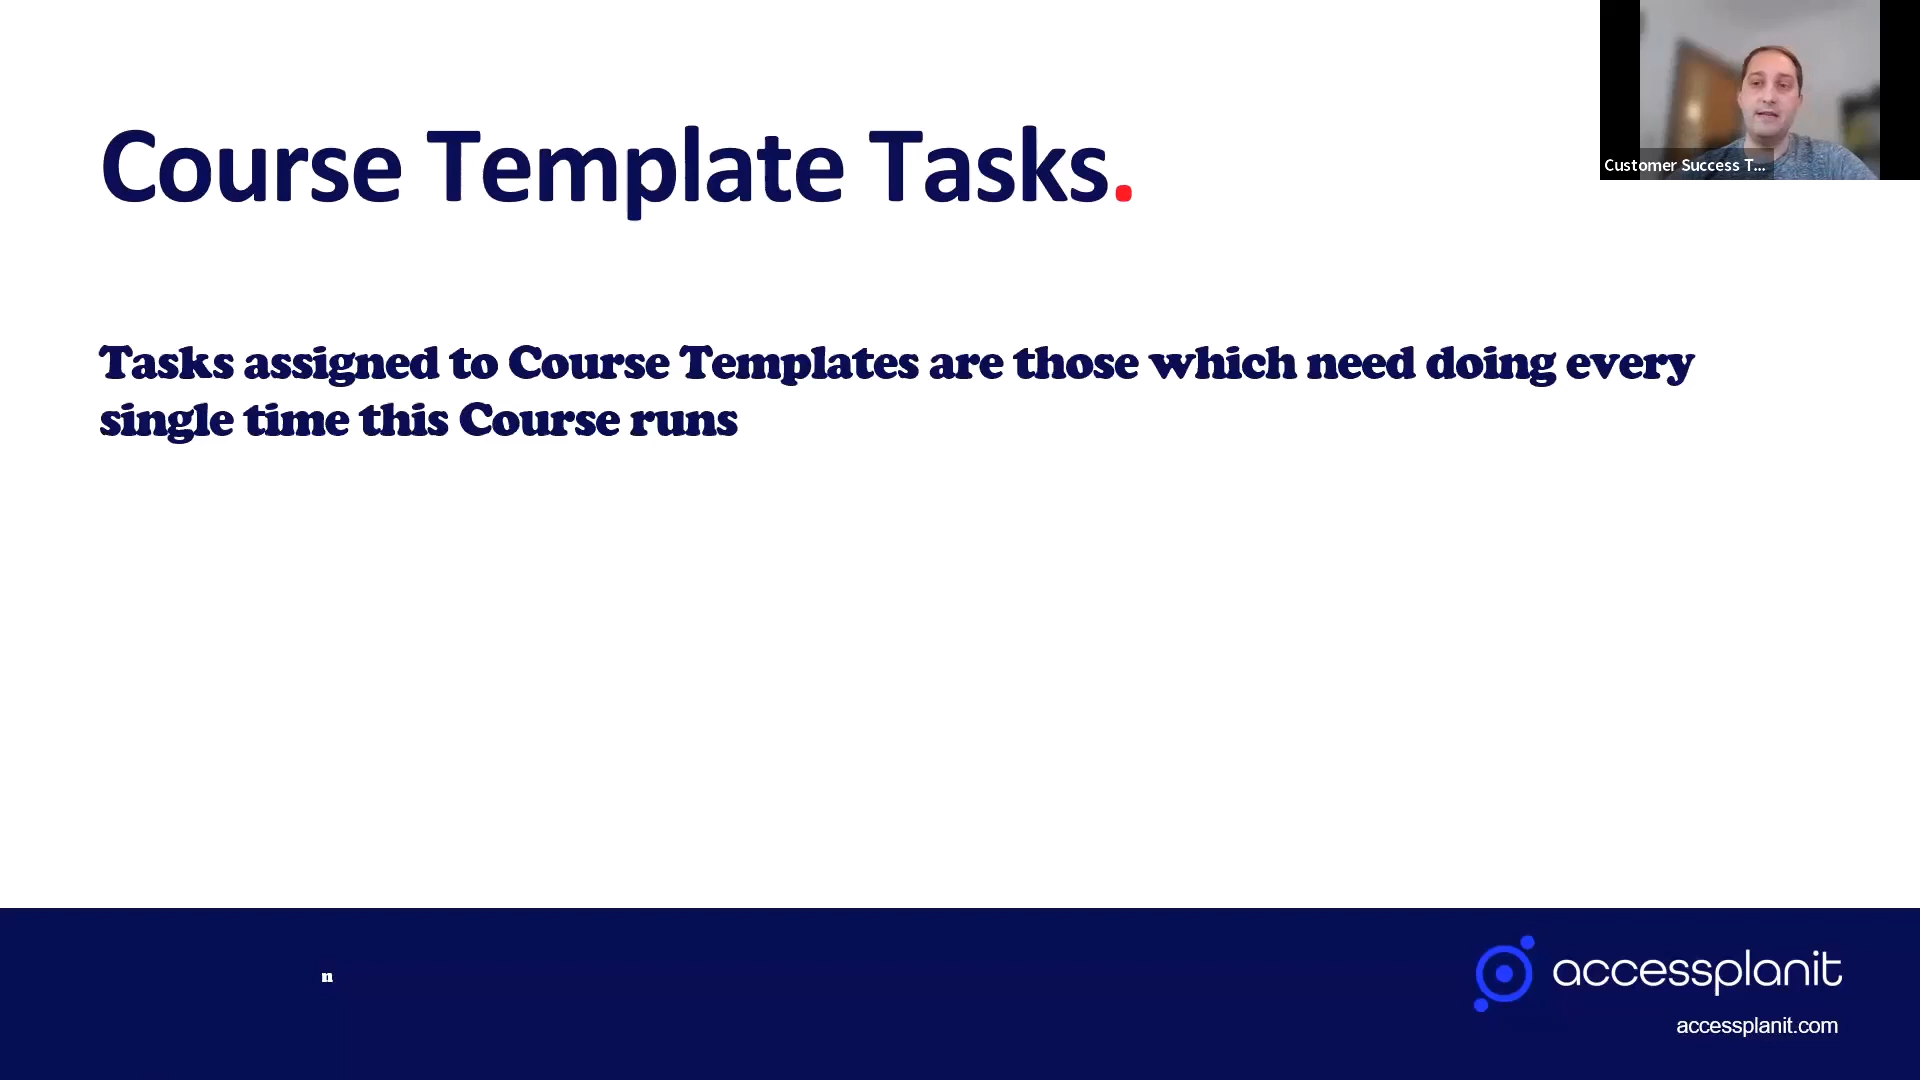 Course Template Tasks.
Customer Success T...
Tasks assigned to Course Templates are those which need doing every
single time this Course runs
n
accessplanit
accessplanit.com